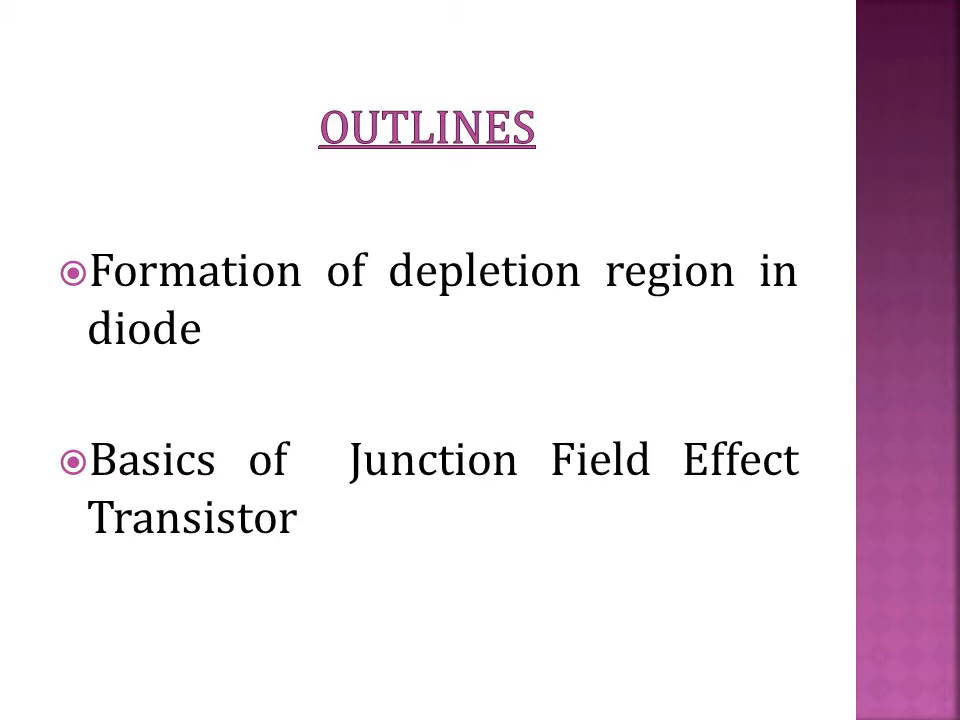 OUTLINES
Formation of depletion region in
diode
Basics of Junction Field Effect
Transistor